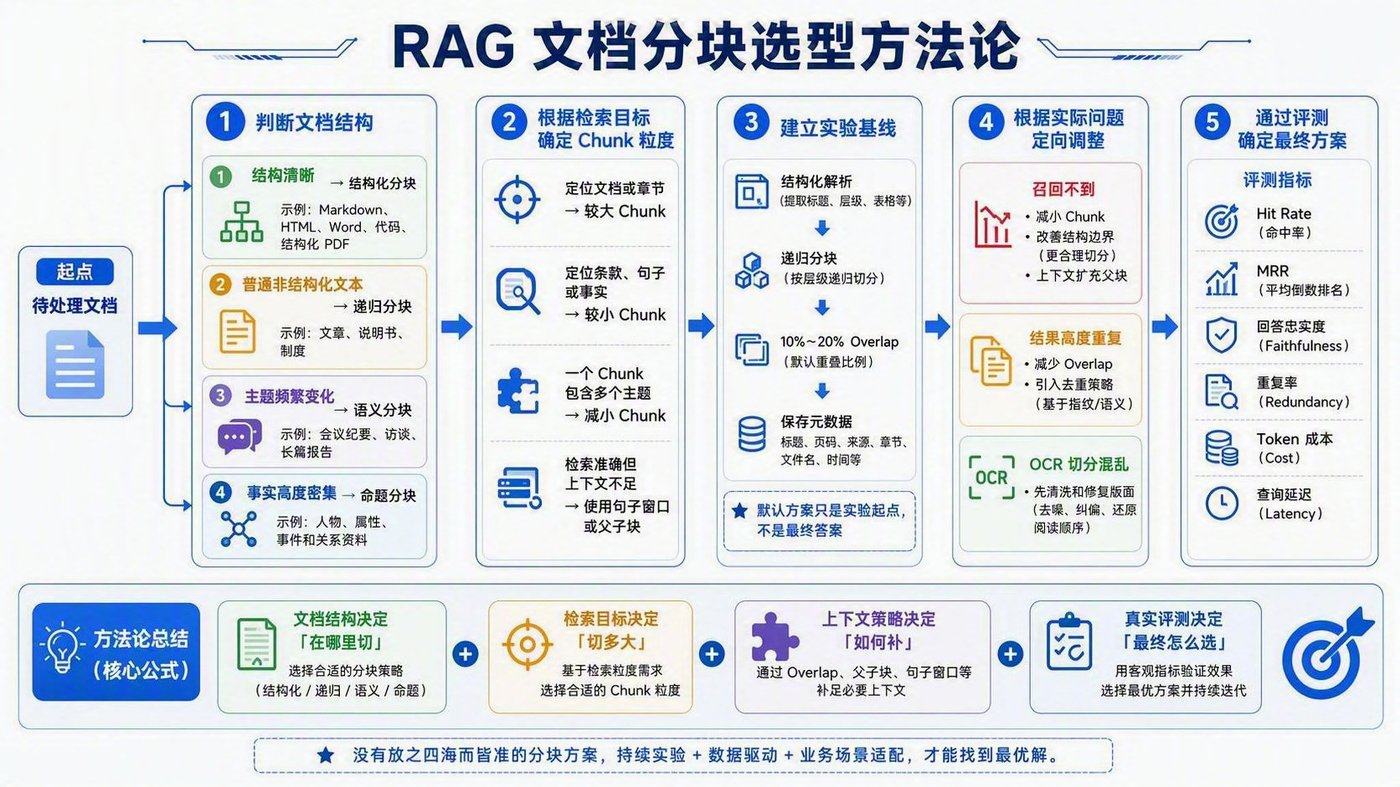 RAG 文档分块选型方法论
起点
待处理文档
1 判断文档结构
1 结构清晰 → 结构化分块
示例：Markdown、
HTML、Word、代码、
结构化 PDF
2 普通非结构化文本
→ 递归分块
示例：文章、说明书、
制度
3 主题频繁变化
→ 语义分块
示例：会议纪要、访谈、
长篇报告
4 事实高度密集 → 命题分块
示例：人物、属性、
事件和关系资料
2 根据检索目标
确定 Chunk 粒度
定位文档或章节
→ 较大 Chunk
定位条款、句子
或事实
→ 较小 Chunk
一个 Chunk
包含多个主题
→ 减小 Chunk
检索准确但
上下文不足
→ 使用句子窗口
或父子块
3 建立实验基线
结构化解析
（提取标题、层级、表格等）
递归分块
（按层级递归切分）
10%~20% Overlap
（默认重叠比例）
保存元数据
标题、页码、来源、章节、
文件名、时间等
★ 默认方案只是实验起点，
不是最终答案
4 根据实际问题
定向调整
召回不到
• 减小 Chunk
• 改善结构边界
（更合理切分）
• 上下文扩充父块
结果高度重复
• 减少 Overlap
• 引入去重策略
（基于指纹/语义）
OCR
OCR 切分混乱
• 先清洗和修复版面
（去噪、纠偏、还原
阅读顺序）
5 通过评测
确定最终方案
评测指标
Hit Rate
（命中率）
MRR
（平均倒数排名）
回答忠实度
（Faithfulness）
重复率
（Redundancy）
Token 成本
（Cost）
查询延迟
（Latency）
方法论总结
（核心公式）
文档结构决定
「在哪里切」
选择合适的分块策略
（结构化 / 递归 / 语义 / 命题）
+
检索目标决定
「切多大」
基于检索粒度需求
选择合适的 Chunk 粒度
+
上下文策略决定
「如何补」
通过 Overlap、父子块、句子窗口等
补足必要上下文
+
真实评测决定
「最终怎么选」
用客观指标验证效果
选择最优方案并持续迭代
★ 没有放之四海而皆准的分块方案，持续实验 + 数据驱动 + 业务场景适配，才能找到最优解。